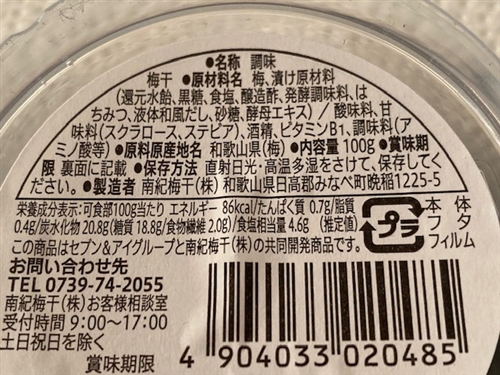 ●名称 調味
梅干 ●原材料名 梅、漬け原材料
(還元水飴、黒糖、食塩、醸造酢、発酵調味料、は
ちみつ、液体和風だし、砂糖、酵母エキス)/酸味料、甘
味料(スクラロース、ステビア)、酒精、ビタミンB1、調味料(ア
ミノ酸等) ●原料原産地名 和歌山県(梅) ●内容量 100g ●賞味期
限 裏面に記載 ●保存方法 直射日光・高温多湿をさけて、保存してく
ださい。 ●製造者 南紀梅干(株) 和歌山県日高郡みなべ町晩稲1225-5
栄養成分表示:可食部100g当たり エネルギー 86kcal/たんぱく質 0.7g/脂質
0.4g/炭水化物 20.8g(糖質 18.8g/食物繊維 2.0g)/食塩相当量 4.6g (推定値)
この商品はセブン&アイグループと南紀梅干(株)の共同開発商品です。
プラ
本体
フタ
フィルム
お問い合わせ先
TEL 0739-74-2055
南紀梅干(株)お客様相談室
受付時間 9:00~17:00
土日祝日を除く
賞味期限
4 904033 020485